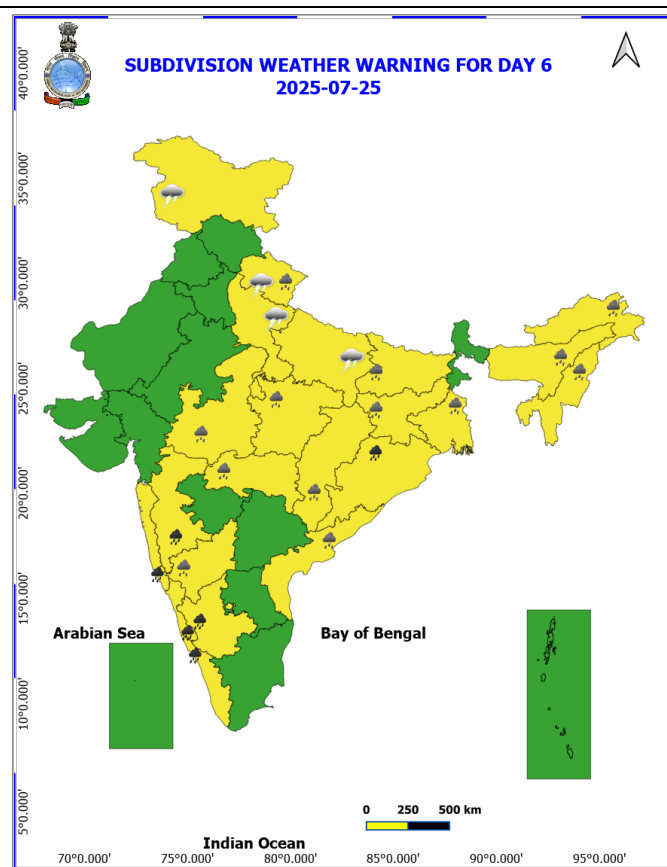 SUBDIVISION WEATHER WARNING FOR DAY 6
2025-07-25
40°0.000'
35°0.000'
30°0.000'
25°0.000'
20°0.000'
15°0.000'
10°0.000'
5°0.000'
Arabian Sea
Bay of Bengal
0 250 500 km
Indian Ocean
70°0.000' 75°0.000' 80°0.000' 85°0.000' 90°0.000' 95°0.000'